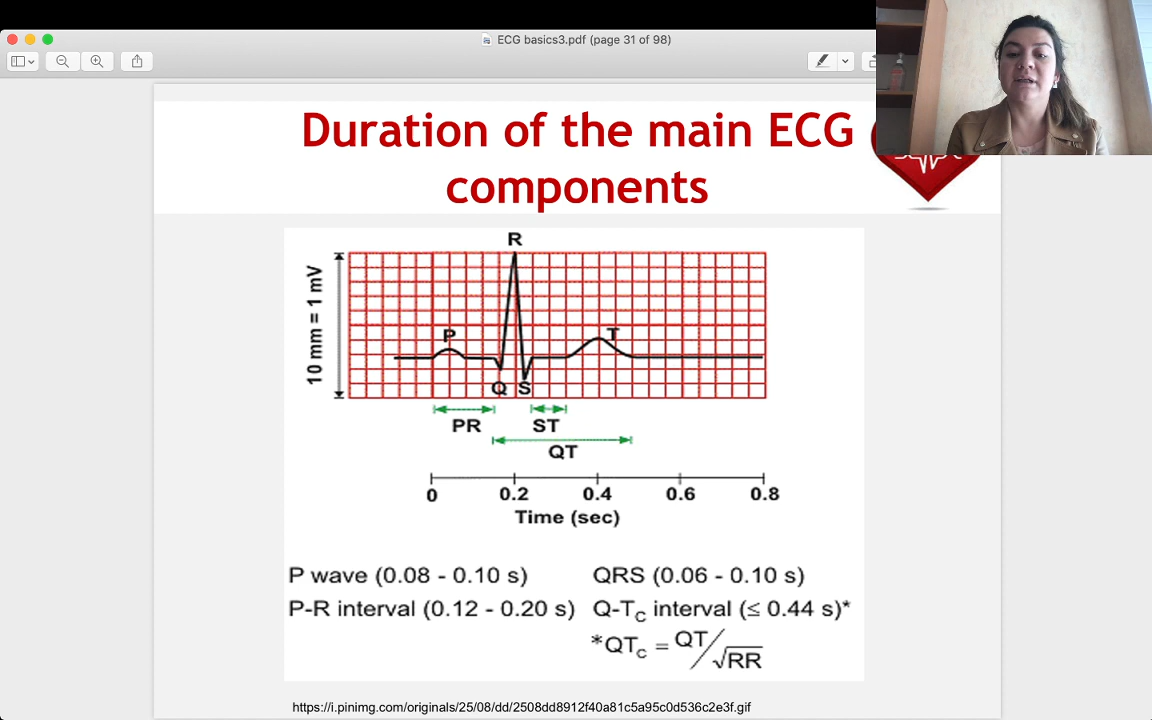 ECG basics3.pdf (page 31 of 98)
Duration of the main ECG
components
R
10 mm = 1 mV
P
T
Q S
PR
ST
QT
0 0.2 0.4 0.6 0.8
Time (sec)
P wave (0.08 - 0.10 s) QRS (0.06 - 0.10 s)
P-R interval (0.12 - 0.20 s) Q-Tc interval (≤ 0.44 s)*
*QTc = QT/√RR
https://i.pinimg.com/originals/25/08/dd/2508dd8912f40a81c5a95c0d536c2e3f.gif